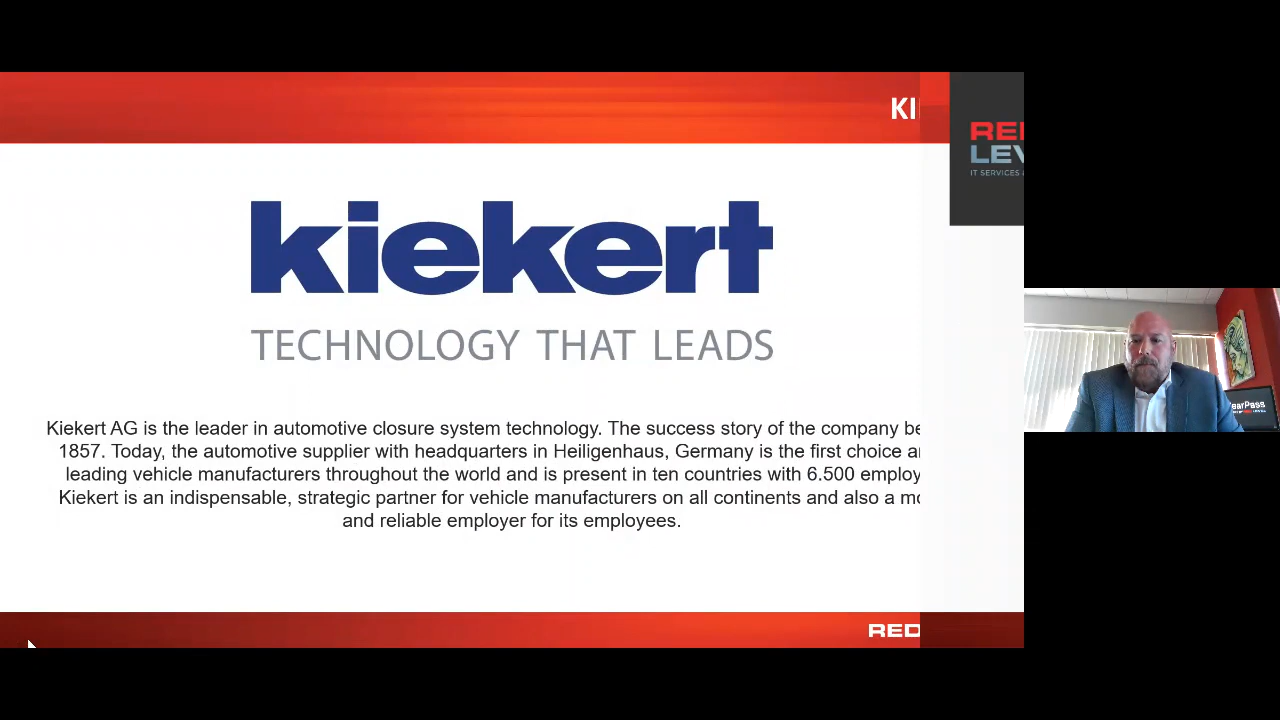 KI
RE
LEV
IT SERVICES
kiekert
TECHNOLOGY THAT LEADS
Kiekert AG is the leader in automotive closure system technology. The success story of the company be
1857. Today, the automotive supplier with headquarters in Heiligenhaus, Germany is the first choice
leading vehicle manufacturers throughout the world and is present in ten countries with 6.500 employ
Kiekert is an indispensable, strategic partner for vehicle manufacturers on all continents and also a
and reliable employer for its employees.
earPass
RED